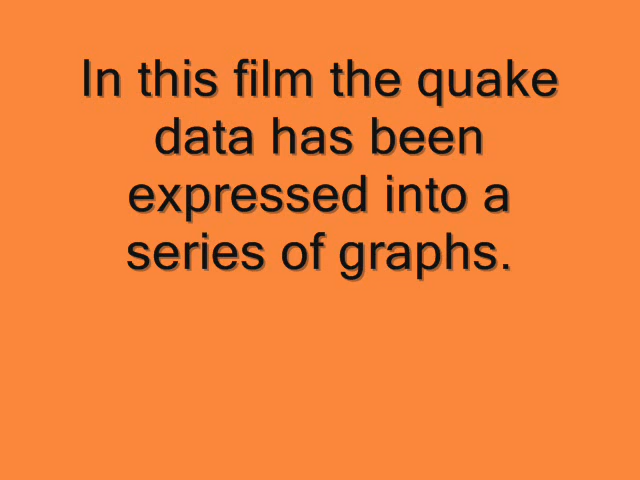 In this film the quake
data has been
expressed into a
series of graphs.